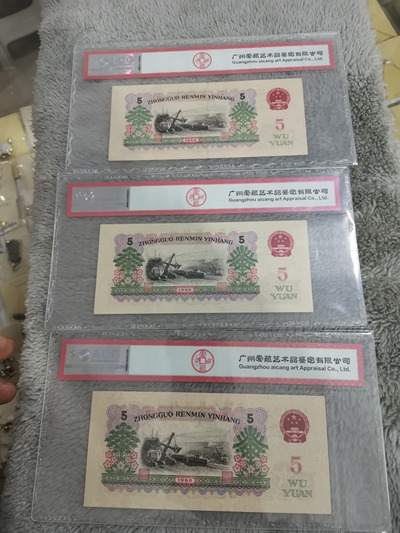 广州爱藏艺术品鉴定有限公司
Guangzhou aicang art Appraisal Co., Ltd.
5 ZHONGGUO RENMIN YINHANG 5
5
WU
YUAN
1960
广州爱藏艺术品鉴定有限公司
Guangzhou aicang art Appraisal Co., Ltd.
5 ZHONGGUO RENMIN YINHANG 5
5
WU
YUAN
1960
广州爱藏艺术品鉴定有限公司
Guangzhou aicang art Appraisal Co., Ltd.
5 ZHONGGUO RENMIN YINHANG 5
5
WU
YUAN
1960